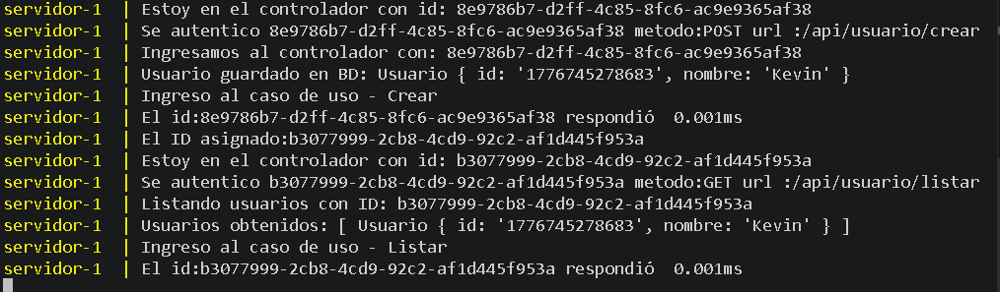 servidor-1 | Estoy en el controlador con id: 8e9786b7-d2ff-4c85-8fc6-ac9e9365af38
servidor-1 | Se autentico 8e9786b7-d2ff-4c85-8fc6-ac9e9365af38 metodo:POST url :/api/usuario/crear
servidor-1 | Ingresamos al controlador con: 8e9786b7-d2ff-4c85-8fc6-ac9e9365af38
servidor-1 | Usuario guardado en BD: Usuario { id: '1776745278683', nombre: 'Kevin' }
servidor-1 | Ingreso al caso de uso - Crear
servidor-1 | El id:8e9786b7-d2ff-4c85-8fc6-ac9e9365af38 respondió  0.001ms
servidor-1 | El ID asignado:b3077999-2cb8-4cd9-92c2-af1d445f953a
servidor-1 | Estoy en el controlador con id: b3077999-2cb8-4cd9-92c2-af1d445f953a
servidor-1 | Se autentico b3077999-2cb8-4cd9-92c2-af1d445f953a metodo:GET url :/api/usuario/listar
servidor-1 | Listando usuarios con ID: b3077999-2cb8-4cd9-92c2-af1d445f953a
servidor-1 | Usuarios obtenidos: [ Usuario { id: '1776745278683', nombre: 'Kevin' } ]
servidor-1 | Ingreso al caso de uso - Listar
servidor-1 | El id:b3077999-2cb8-4cd9-92c2-af1d445f953a respondió  0.001ms